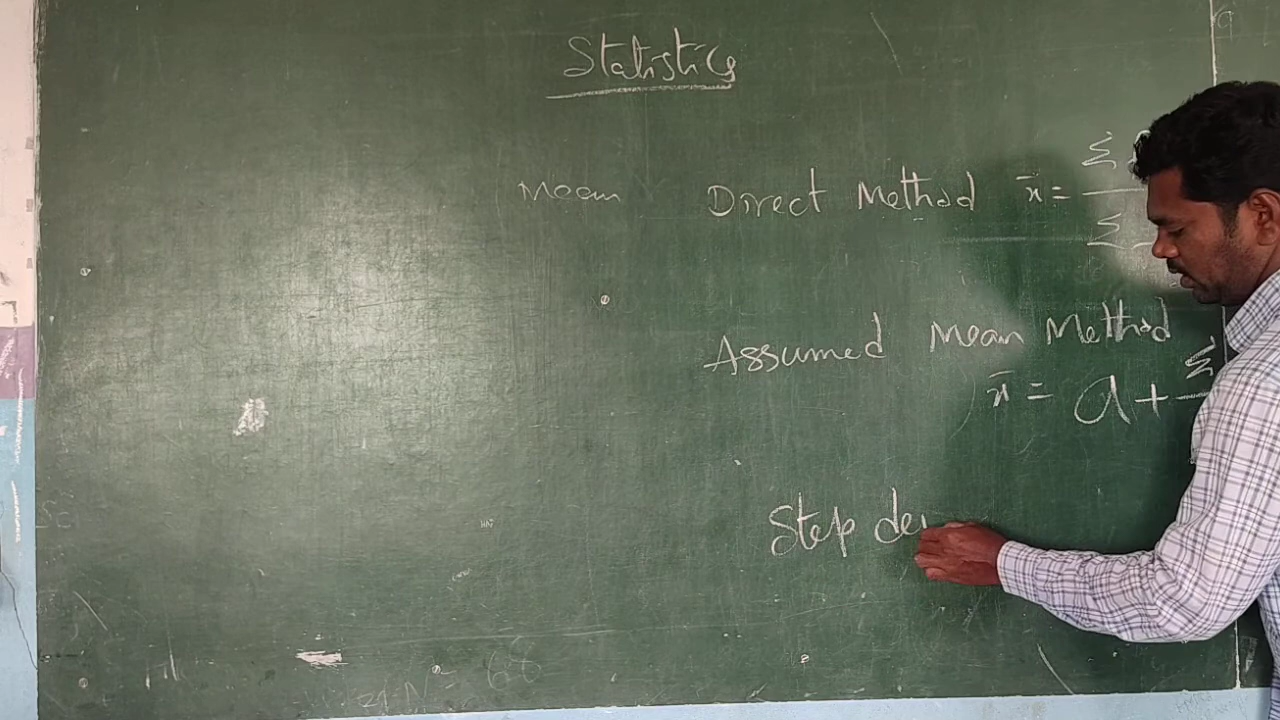 Statistics
Mean Direct Method x̄ = Σ
Σ
Assumed Mean Method
x̄ = a + Σ
Step de